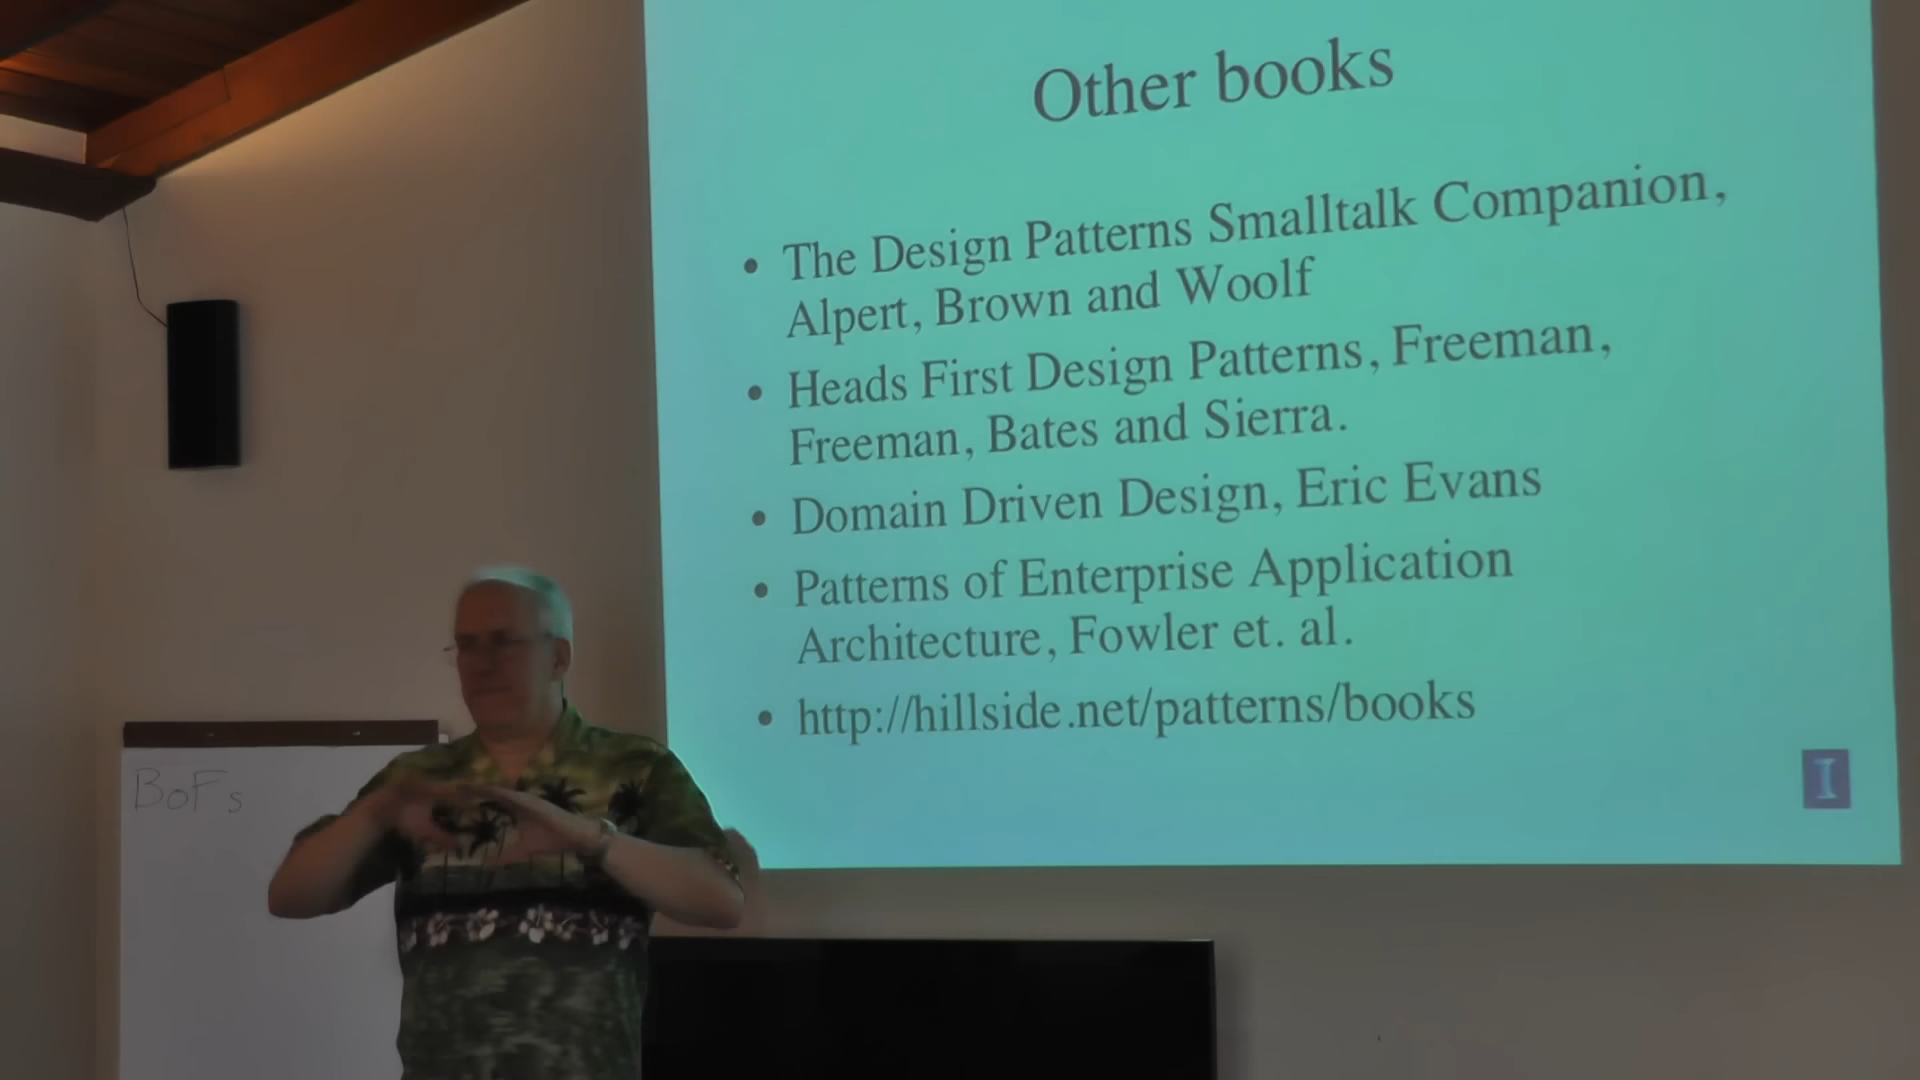 Other books
• The Design Patterns Smalltalk Companion,
Alpert, Brown and Woolf
• Heads First Design Patterns, Freeman,
Freeman, Bates and Sierra.
• Domain Driven Design, Eric Evans
• Patterns of Enterprise Application
Architecture, Fowler et. al.
• http://hillside.net/patterns/books
I
BoFs